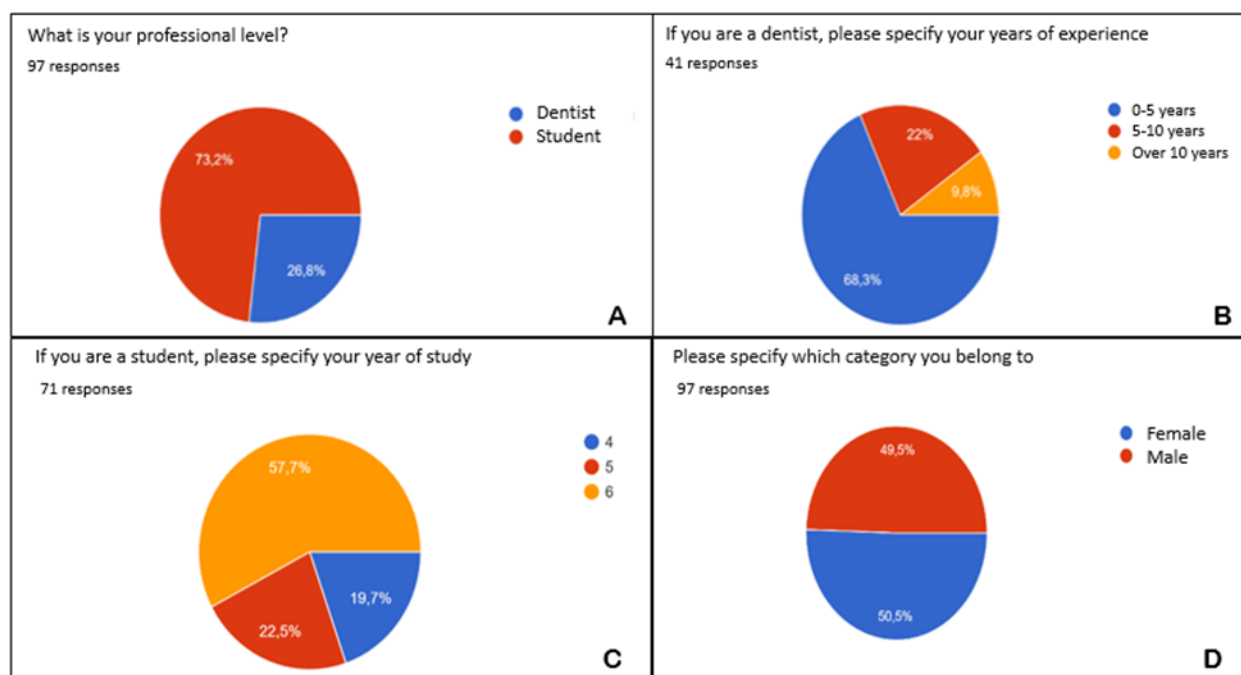 What is your professional level?
97 responses
Dentist
Student
73,2%
26,8%
A
If you are a dentist, please specify your years of experience
41 responses
0-5 years
5-10 years
Over 10 years
22%
9,8%
68,3%
B
If you are a student, please specify your year of study
71 responses
4
5
6
57,7%
19,7%
22,5%
C
Please specify which category you belong to
97 responses
Female
Male
49,5%
50,5%
D